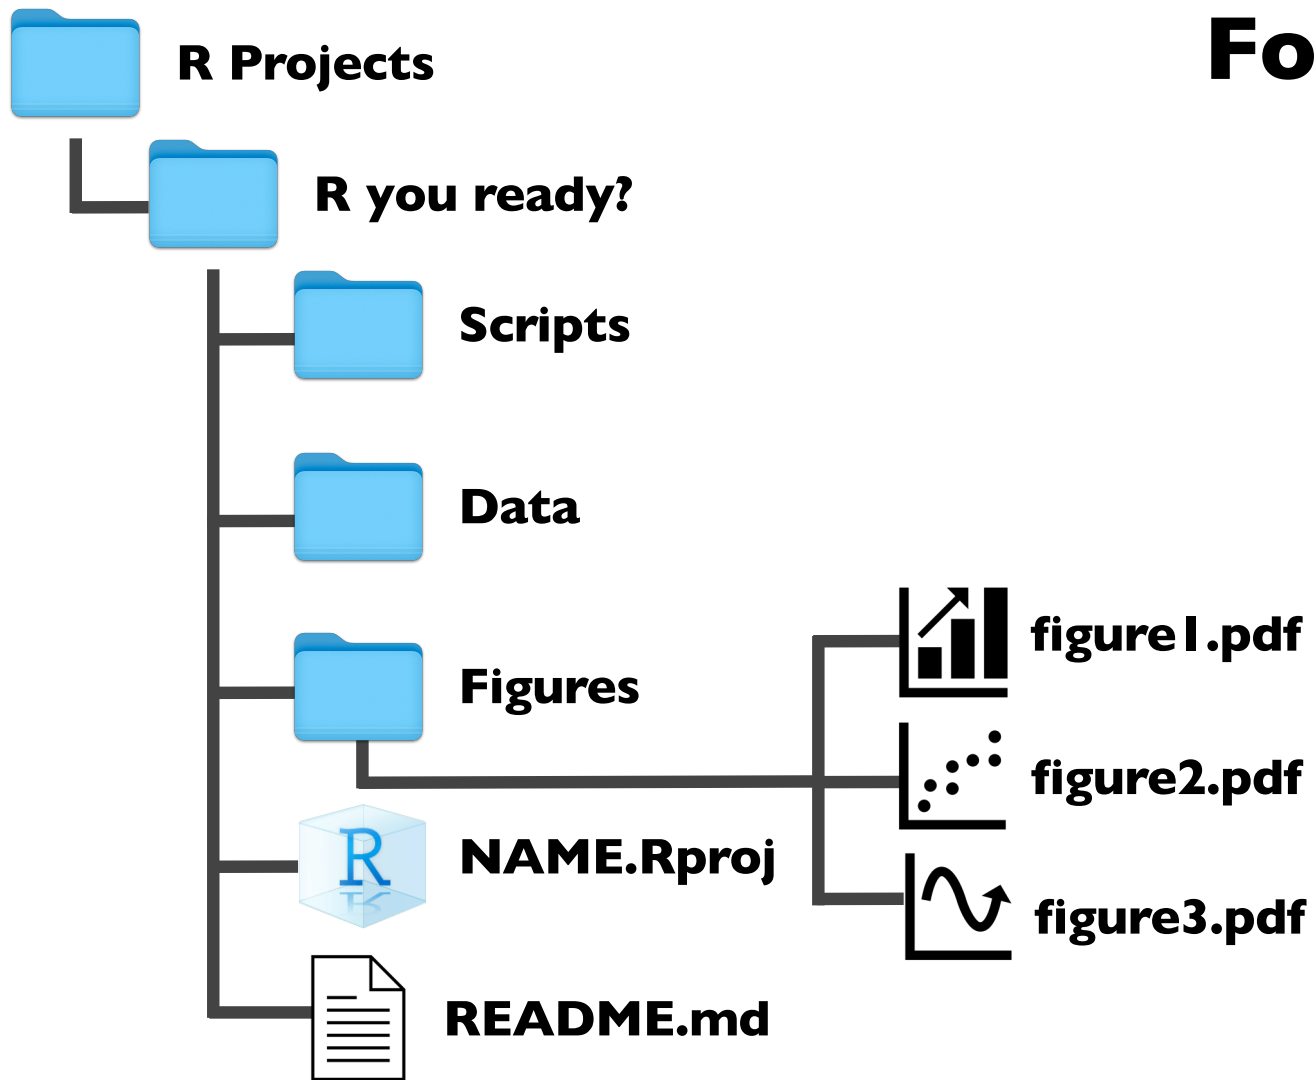 Fo
R Projects
R you ready?
Scripts
Data
Figures
figure1.pdf
figure2.pdf
figure3.pdf
R
NAME.Rproj
README.md